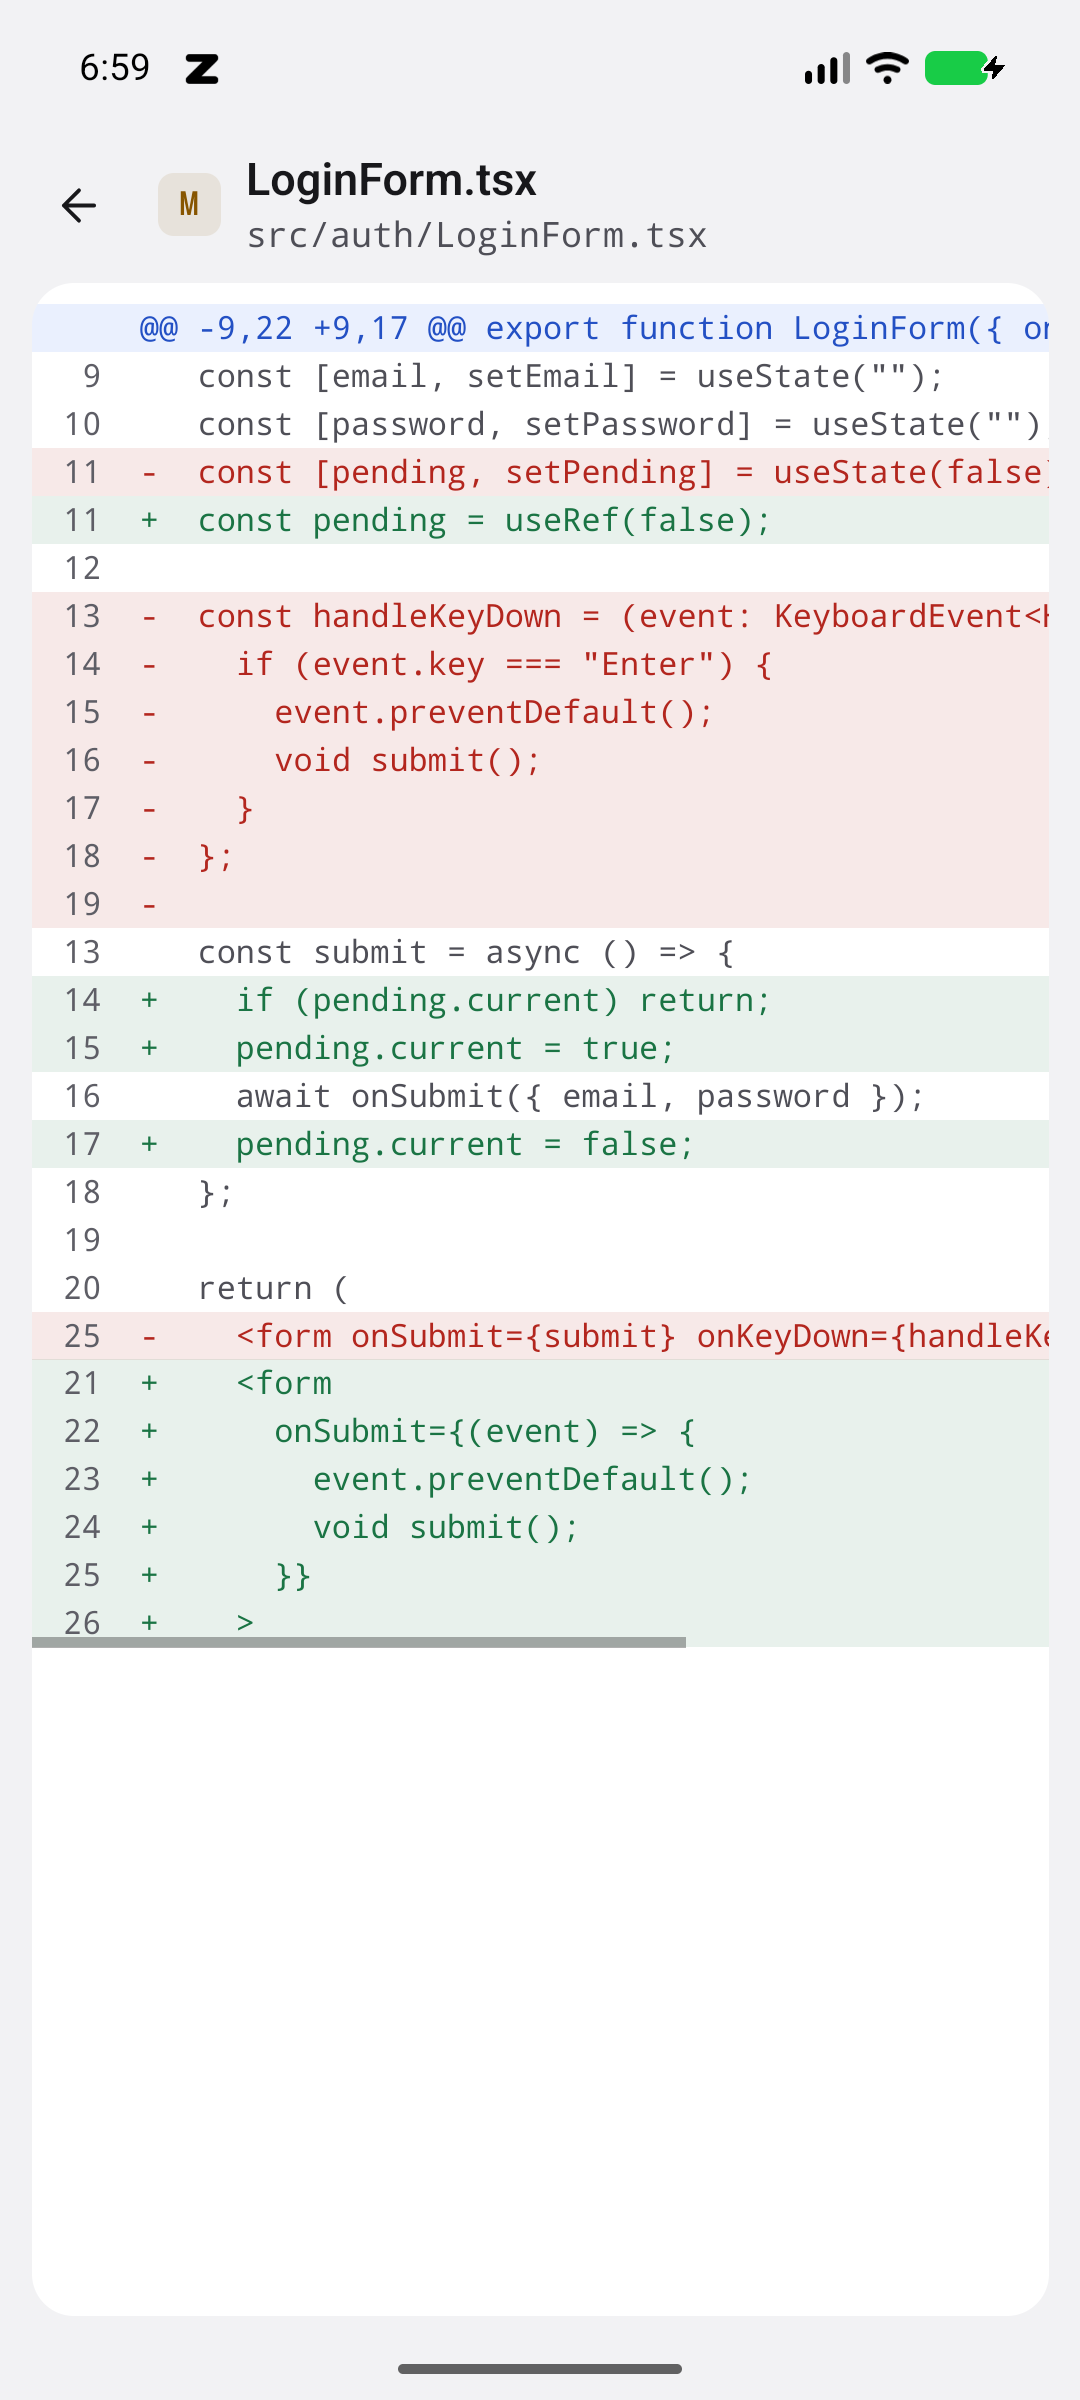 6:59
M
LoginForm.tsx
src/auth/LoginForm.tsx
@@ -9,22 +9,17 @@ export function LoginForm({ on
9 const [email, setEmail] = useState("");
10 const [password, setPassword] = useState("")
11 - const [pending, setPending] = useState(false)
11 + const pending = useRef(false);
12
13 - const handleKeyDown = (event: KeyboardEvent<H
14 - if (event.key === "Enter") {
15 - event.preventDefault();
16 - void submit();
17 - }
18 - };
19 -
13 const submit = async () => {
14 + if (pending.current) return;
15 + pending.current = true;
16 await onSubmit({ email, password });
17 + pending.current = false;
18 };
19
20 return (
25 - <form onSubmit={submit} onKeyDown={handleKe
21 + <form
22 + onSubmit={(event) => {
23 + event.preventDefault();
24 + void submit();
25 + }}
26 + >